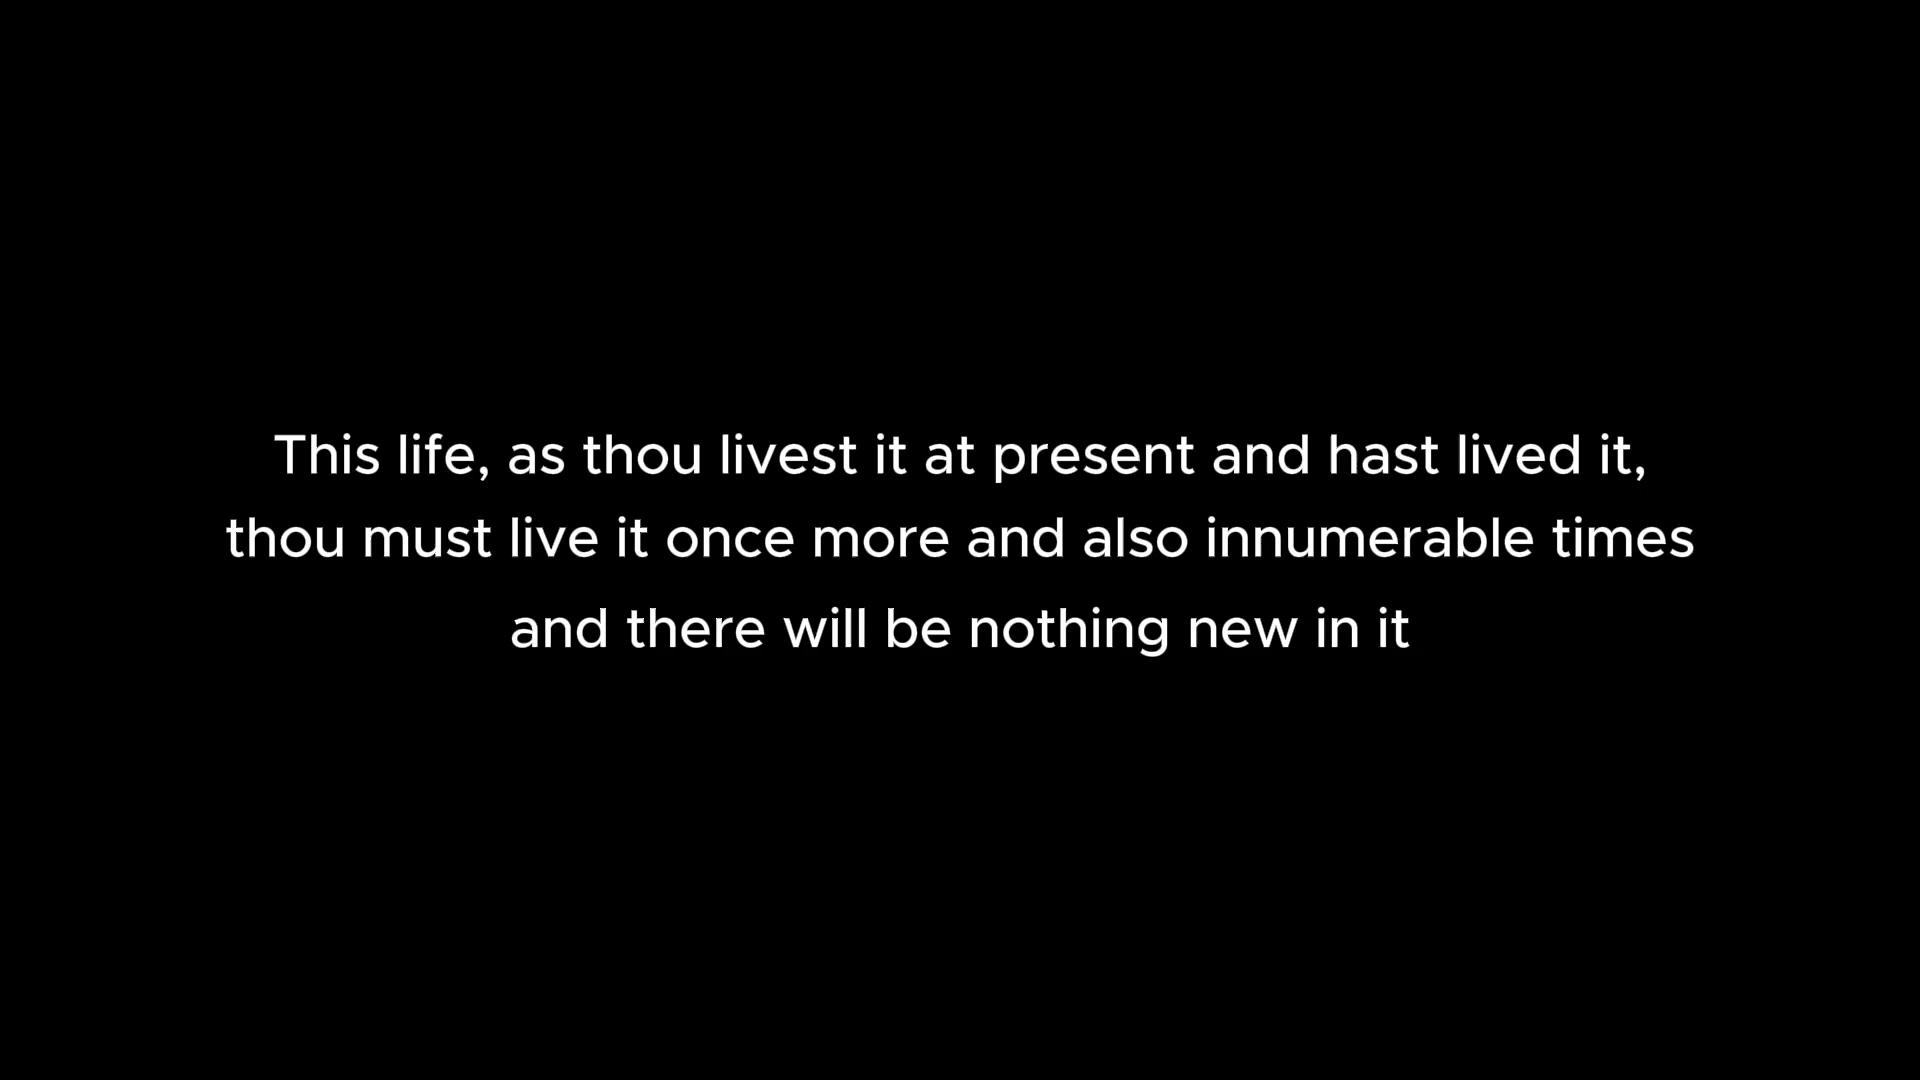 This life, as thou livest it at present and hast lived it,
thou must live it once more and also innumerable times
and there will be nothing new in it